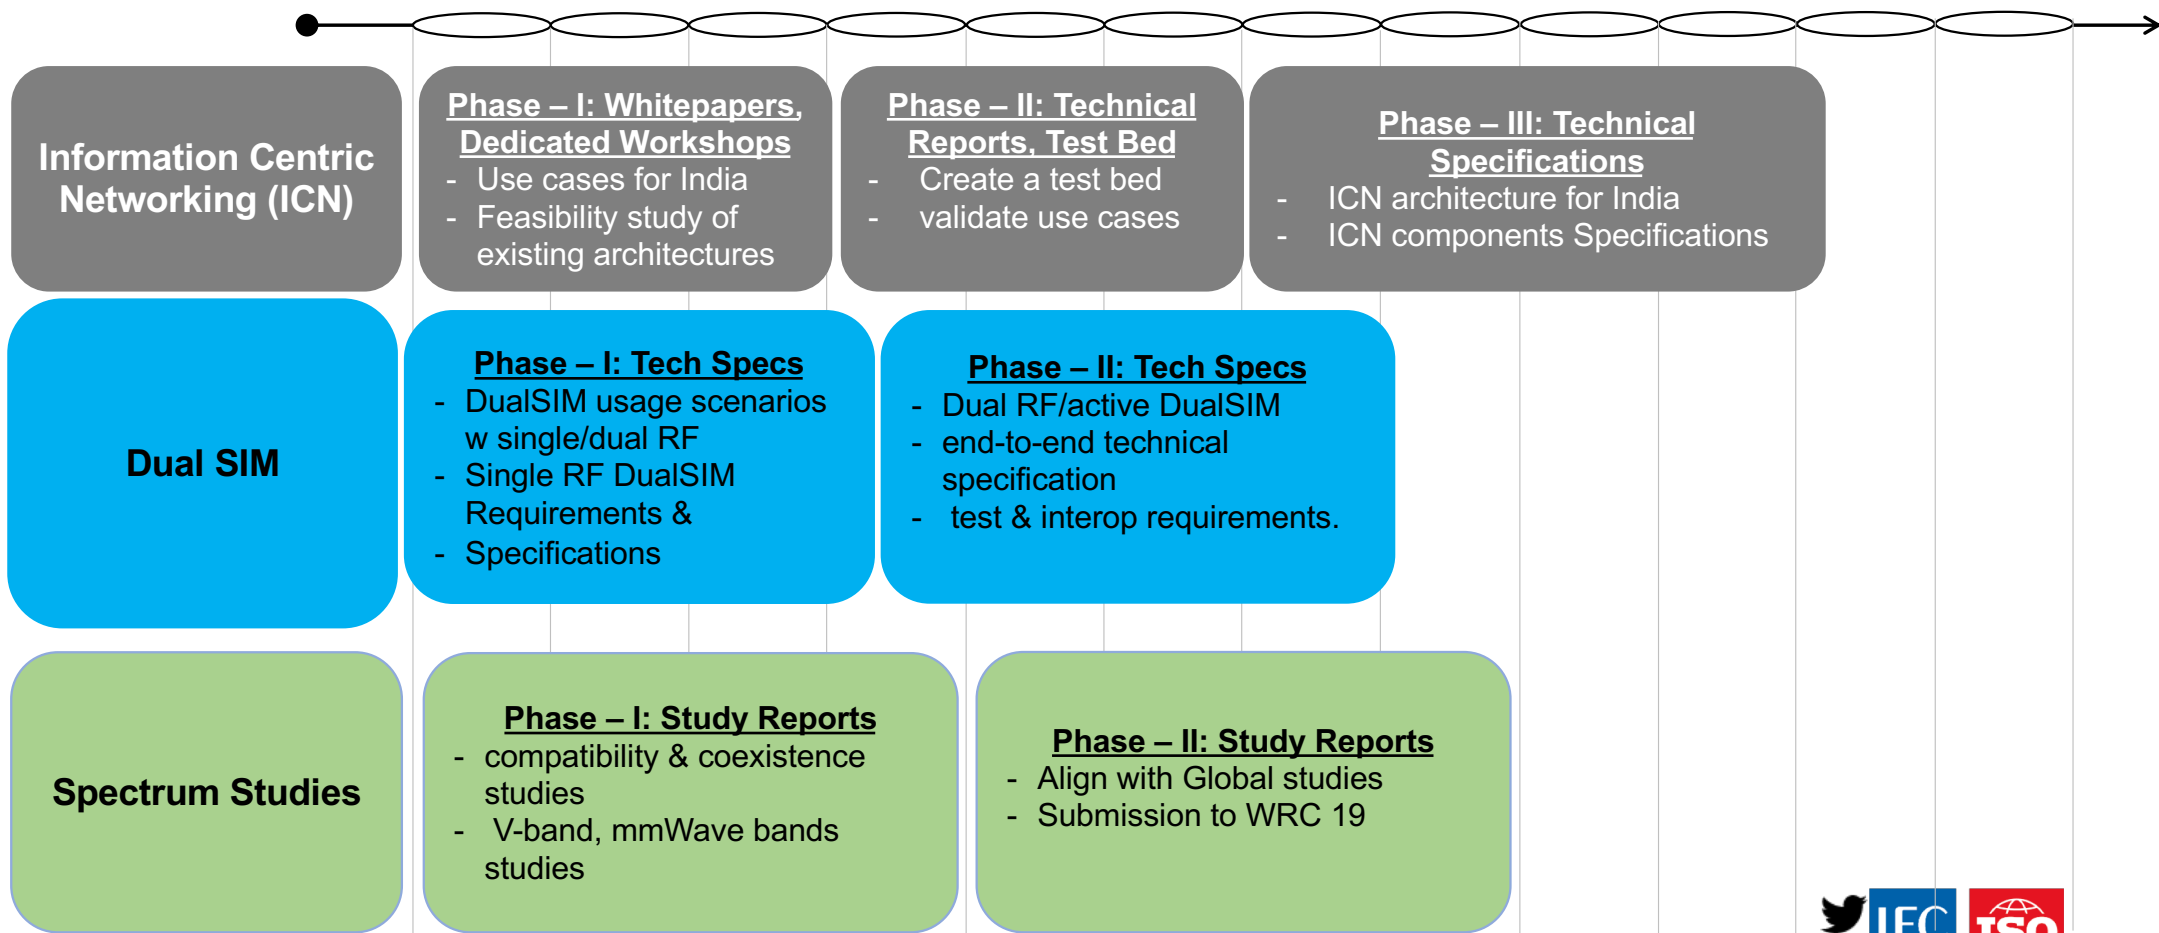 Information Centric
Networking (ICN)
Phase – I: Whitepapers,
Dedicated Workshops
- Use cases for India
- Feasibility study of
existing architectures
Phase – II: Technical
Reports, Test Bed
- Create a test bed
- validate use cases
Phase – III: Technical
Specifications
- ICN architecture for India
- ICN components Specifications
Dual SIM
Phase – I: Tech Specs
- DualSIM usage scenarios
w single/dual RF
- Single RF DualSIM
Requirements &
- Specifications
Phase – II: Tech Specs
- Dual RF/active DualSIM
- end-to-end technical
specification
- test & interop requirements.
Spectrum Studies
Phase – I: Study Reports
- compatibility & coexistence
studies
- V-band, mmWave bands
studies
Phase – II: Study Reports
- Align with Global studies
- Submission to WRC 19
IEC
ISO